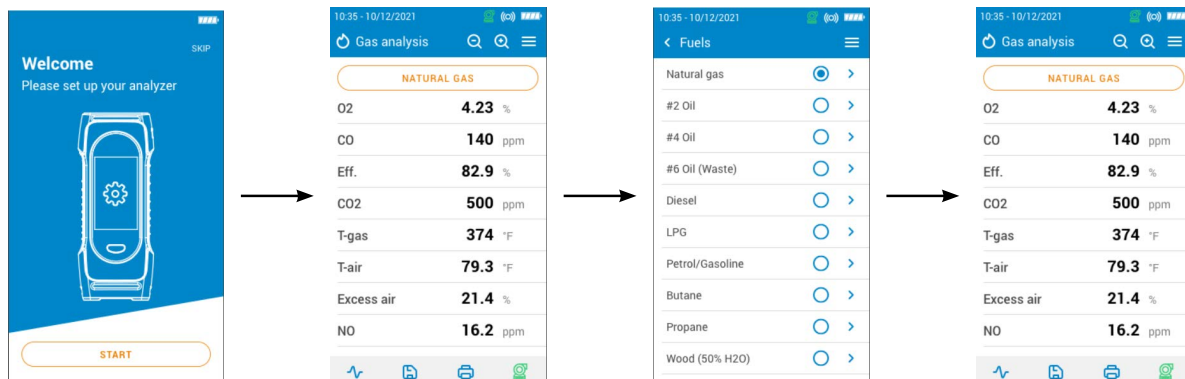 SKIP
Welcome
Please set up your analyzer
START
10:35 - 10/12/2021
Gas analysis
NATURAL GAS
O2 4.23 %
CO 140 ppm
Eff. 82.9 %
CO2 500 ppm
T-gas 374 °F
T-air 79.3 °F
Excess air 21.4 %
NO 16.2 ppm
10:35 - 10/12/2021
Fuels
Natural gas
#2 Oil
#4 Oil
#6 Oil (Waste)
Diesel
LPG
Petrol/Gasoline
Butane
Propane
Wood (50% H2O)
10:35 - 10/12/2021
Gas analysis
NATURAL GAS
O2 4.23 %
CO 140 ppm
Eff. 82.9 %
CO2 500 ppm
T-gas 374 °F
T-air 79.3 °F
Excess air 21.4 %
NO 16.2 ppm